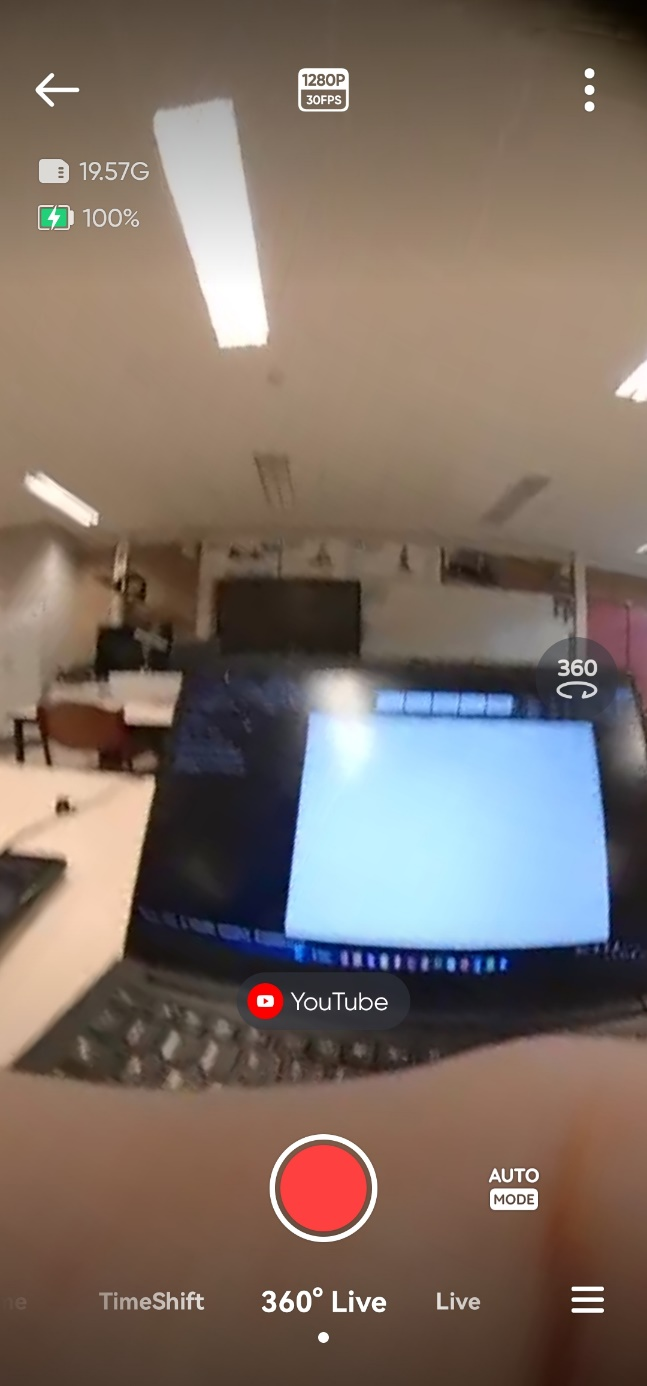 1280P
30FPS
19.57G
100%
360
YouTube
AUTO
MODE
TimeShift
360° Live
Live